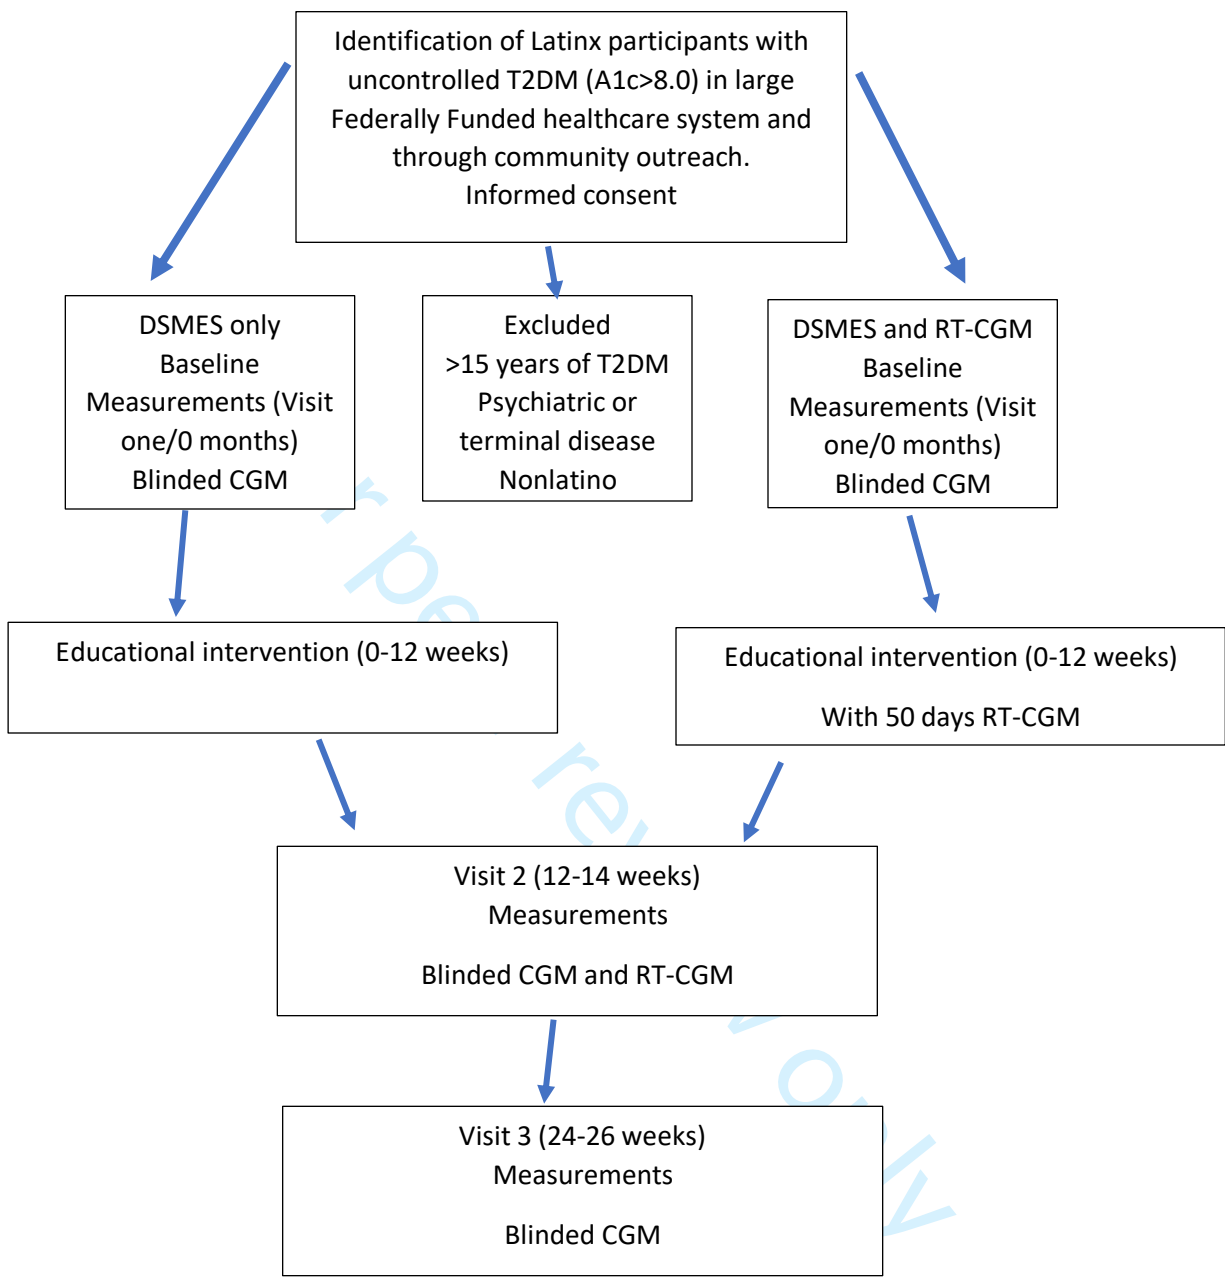 Identification of Latinx participants with
uncontrolled T2DM (A1c>8.0) in large
Federally Funded healthcare system and
through community outreach.
Informed consent
DSMES only
Baseline
Measurements (Visit
one/0 months)
Blinded CGM
Excluded
>15 years of T2DM
Psychiatric or
terminal disease
Nonlatino
DSMES and RT-CGM
Baseline
Measurements (Visit
one/0 months)
Blinded CGM
Educational intervention (0-12 weeks)
Educational intervention (0-12 weeks)
With 50 days RT-CGM
Visit 2 (12-14 weeks)
Measurements
Blinded CGM and RT-CGM
Visit 3 (24-26 weeks)
Measurements
Blinded CGM